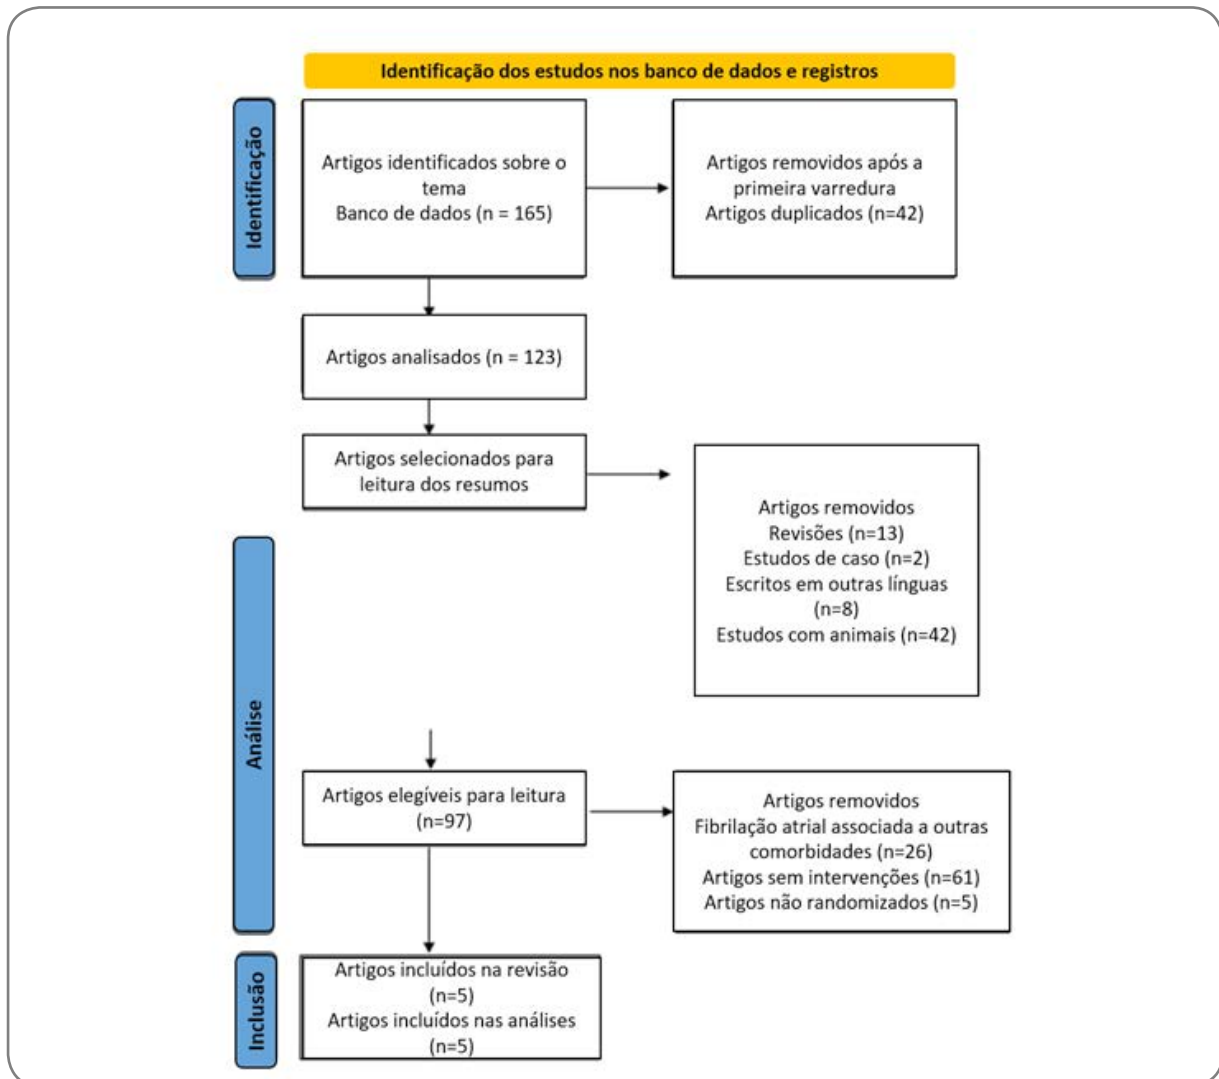 Identificação dos estudos nos banco de dados e registros
Identificação
Artigos identificados sobre o
tema
Banco de dados (n = 165)
Artigos removidos após a
primeira varredura
Artigos duplicados (n=42)
Artigos analisados (n = 123)
Artigos selecionados para
leitura dos resumos
Artigos removidos
Revisões (n=13)
Estudos de caso (n=2)
Escritos em outras línguas
(n=8)
Estudos com animais (n=42)
Análise
Artigos elegíveis para leitura
(n=97)
Artigos removidos
Fibrilação atrial associada a outras
comorbidades (n=26)
Artigos sem intervenções (n=61)
Artigos não randomizados (n=5)
Inclusão
Artigos incluídos na revisão
(n=5)
Artigos incluídos nas análises
(n=5)